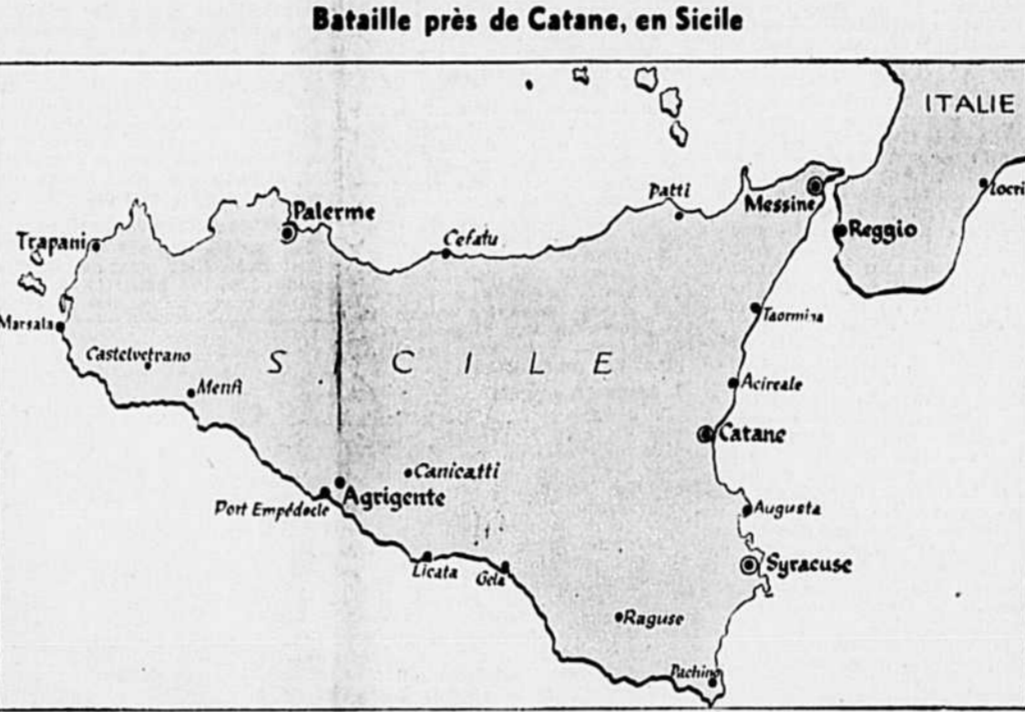 Bataille près de Catane, en Sicile
ITALIE
Patti
Messine
Locri
Palerme
Trapani
Cefalu
Reggio
Marsala
Taormina
Castelvetrano
SICILE
Menfi
Acireale
Catane
Canicatti
Agrigente
Port Empédocle
Augusta
Licata
Gela
Syracuse
Raguse
Pachino